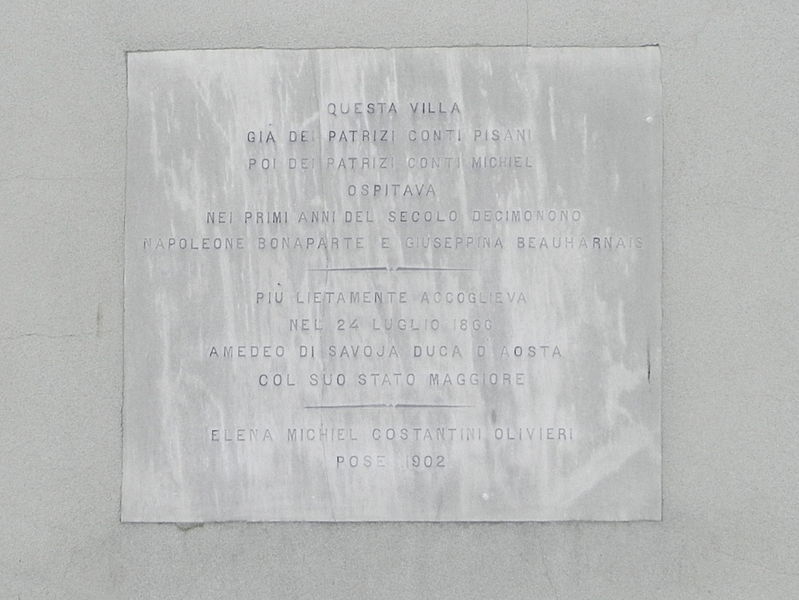 QUESTA VILLA
GIÀ DEI PATRIZI CONTI PISANI
POI DEI PATRIZI CONTI MICHIEL
OSPITAVA
NEI PRIMI ANNI DEL SECOLO DECIMONONO
NAPOLEONE BONAPARTE E GIUSEPPINA BEAUHARNAIS
PIÙ LIETAMENTE ACCOGLIEVA
NEL 24 LUGLIO 1866
AMEDEO DI SAVOJA DUCA D'AOSTA
COL SUO STATO MAGGIORE
ELENA MICHIEL COSTANTINI OLIVIERI
POSE 1902